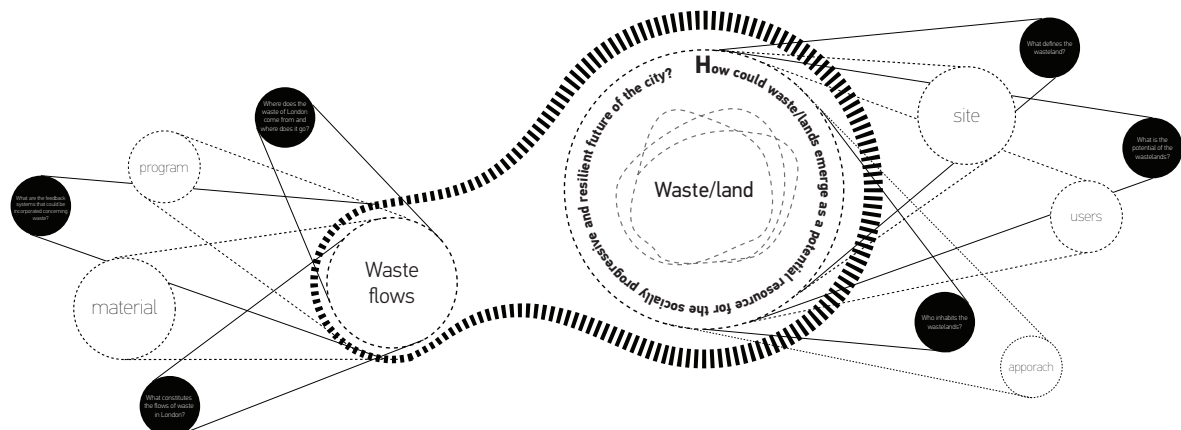 Where does the
waste of London
come from and
where does it go?
program
What are the feedback
systems that could be
incorporated concerning
waste?
material
What constitutes
the flows of waste
in London?
Waste
flows
How could waste/lands emerge as a potential resource for the socially progressive and resilient future of the city?
Waste/land
What defines the
wasteland?
site
What is the
potential of the
wastelands?
users
Who inhabits the
wastelands?
apporach